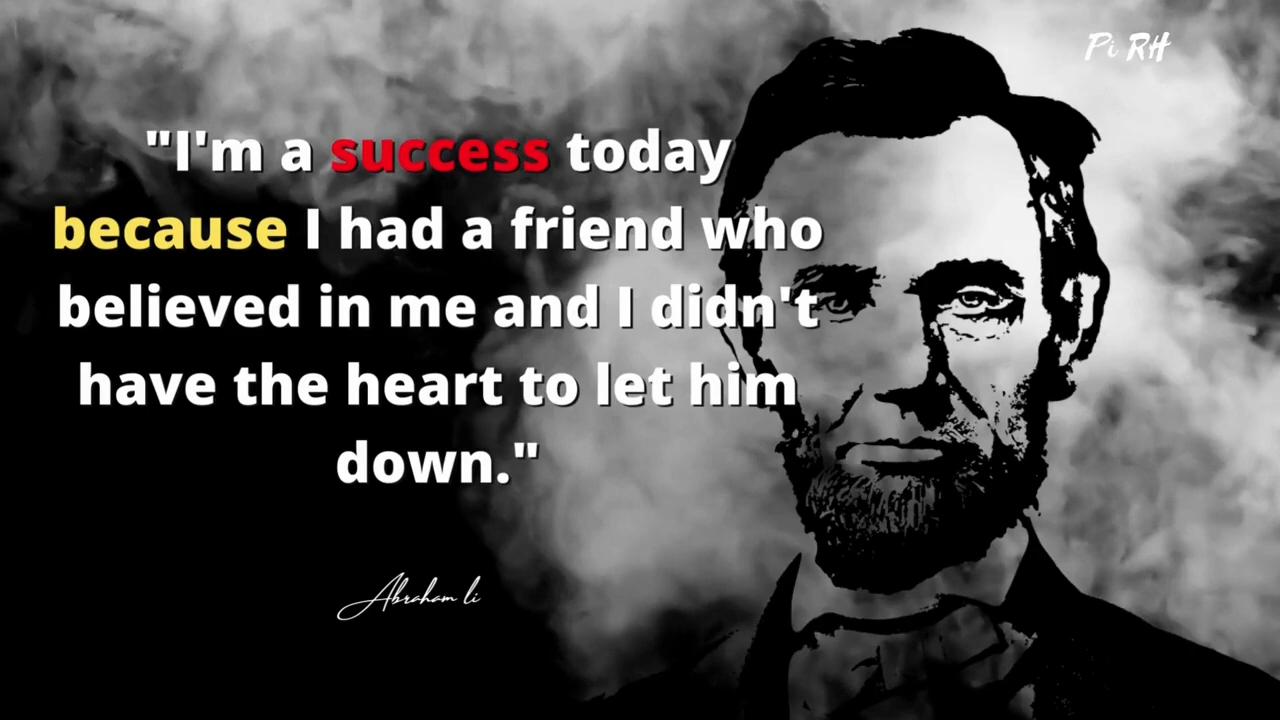 Pi RH
"I'm a success today
because I had a friend who
believed in me and I didn't
have the heart to let him
down."
Abraham li